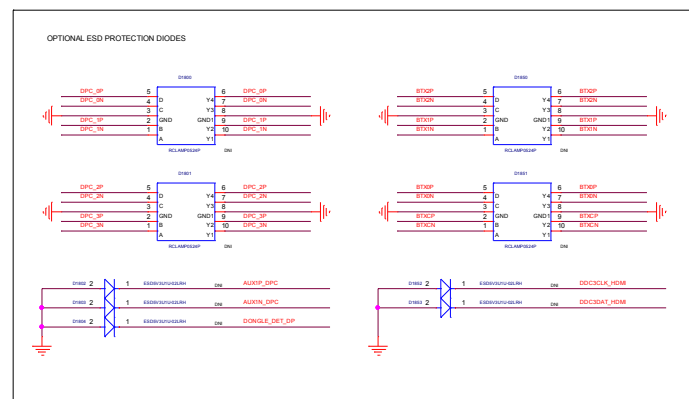 OPTIONAL ESD PROTECTION DIODES
D1800
DPC_0P 5 D Y4 6 DPC_0P
DPC_0N 4 C Y3 7 DPC_0N
3 GND GND1 8
DPC_1P 2 B Y2 9 DPC_1P
DPC_1N 1 A Y1 10 DPC_1N
RCLAMP0524P DNI
D1850
BTX2P 5 D Y4 6 BTX2P
BTX2N 4 C Y3 7 BTX2N
3 GND GND1 8
BTX1P 2 B Y2 9 BTX1P
BTX1N 1 A Y1 10 BTX1N
RCLAMP0524P DNI
D1801
DPC_2P 5 D Y4 6 DPC_2P
DPC_2N 4 C Y3 7 DPC_2N
3 GND GND1 8
DPC_3P 2 B Y2 9 DPC_3P
DPC_3N 1 A Y1 10 DPC_3N
RCLAMP0524P DNI
D1851
BTX0P 5 D Y4 6 BTX0P
BTX0N 4 C Y3 7 BTX0N
3 GND GND1 8
BTXCP 2 B Y2 9 BTXCP
BTXCN 1 A Y1 10 BTXCN
RCLAMP0524P DNI
D1802 2 1 ESD5V3U1U-02LRH DNI AUX1P_DPC
D1803 2 1 ESD5V3U1U-02LRH DNI AUX1N_DPC
D1804 2 1 ESD5V3U1U-02LRH DNI DONGLE_DET_DP
D1852 2 1 ESD5V3U1U-02LRH DNI DDC3CLK_HDMI
D1853 2 1 ESD5V3U1U-02LRH DNI DDC3DAT_HDMI